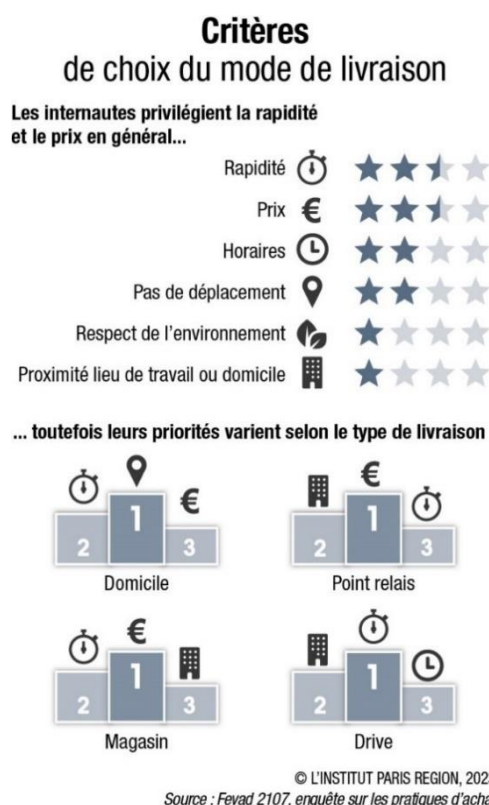 Critères
de choix du mode de livraison
Les internautes privilégient la rapidité
et le prix en général...
Rapidité
Prix €
Horaires
Pas de déplacement
Respect de l'environnement
Proximité lieu de travail ou domicile
... toutefois leurs priorités varient selon le type de livraison
€
2 1 3
Domicile
€
2 1 3
Point relais
€
2 1 3
Magasin
2 1 3
Drive
© L'INSTITUT PARIS REGION, 202
Source : Fevad 2107, enquête sur les pratiques d'acha